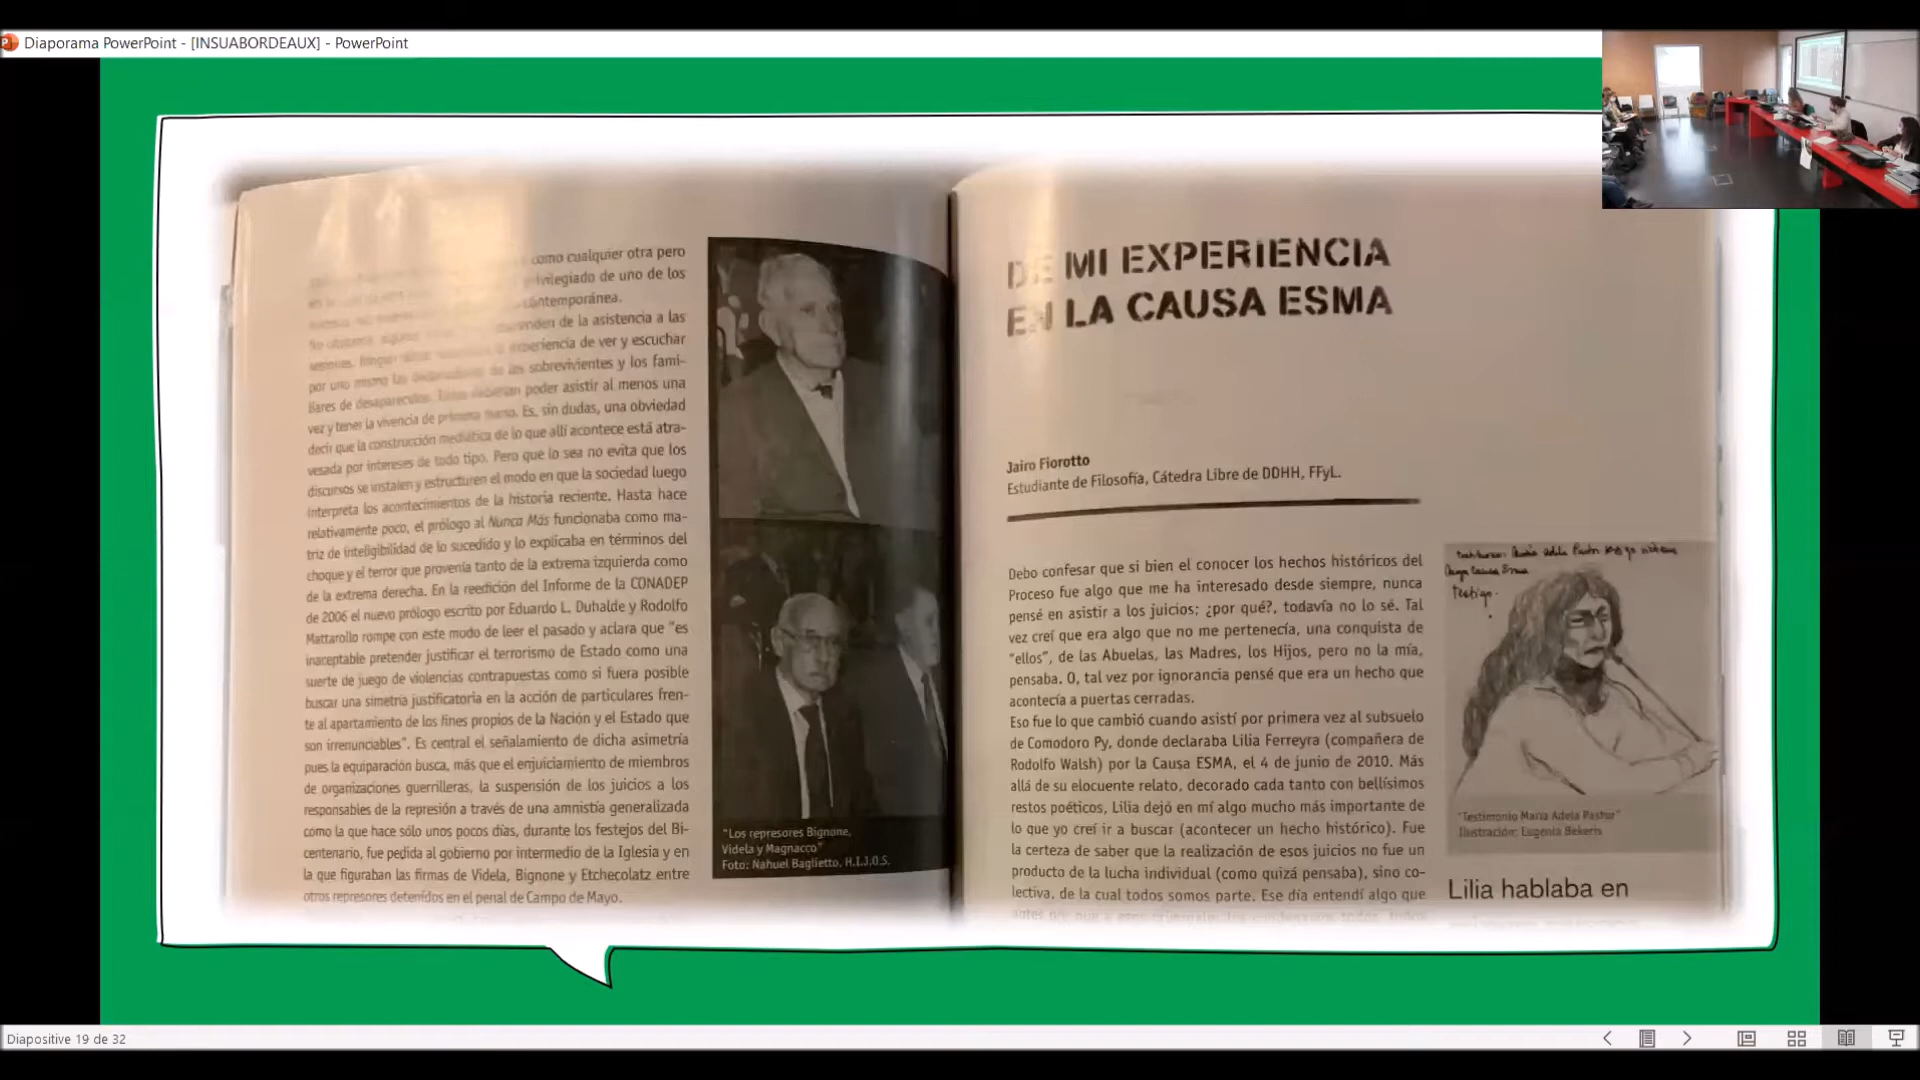 Diaporama PowerPoint - [INSUABORDEAUX] - PowerPoint
como cualquier otra pero
privilegiado de uno de los
contemporánea.
de la asistencia a las
experiencia de ver y escuchar
por uno mismo las declaraciones de los sobrevivientes y los fami-
liares de desaparecidos. Todos deberían poder asistir al menos una
vez y tener la vivencia de primera mano. Es, sin dudas, una obviedad
decir que la construcción mediática de lo que allí acontece está atra-
vesada por intereses de todo tipo. Pero que lo sea no evita que los
discursos se instalen y estructuren el modo en que la sociedad luego
interpreta los acontecimientos de la historia reciente. Hasta hace
relativamente poco, el prólogo al Nunca Más funcionaba como ma-
triz de inteligibilidad de lo sucedido y lo explicaba en términos del
choque y el terror que provenía tanto de la extrema izquierda como
de la extrema derecha. En la reedición del Informe de la CONADEP
de 2006 el nuevo prólogo escrito por Eduardo L. Duhalde y Rodolfo
Mattarollo rompe con este modo de leer el pasado y aclara que "es
inaceptable pretender justificar el terrorismo de Estado como una
suerte de juego de violencias contrapuestas como si fuera posible
buscar una simetría justificatoria en la acción de particulares fren-
te al apartamiento de los fines propios de la Nación y el Estado que
son irrenunciables". Es central el señalamiento de dicha asimetría
pues la equiparación busca, más que el enjuiciamiento de miembros
de organizaciones guerrilleras, la suspensión de los juicios a los
responsables de la represión a través de una amnistía generalizada
como la que hace sólo unos pocos días, durante los festejos del Bi-
centenario, fue pedida al gobierno por intermedio de la Iglesia y en
la que figuraban las firmas de Videla, Bignone y Etchecolatz entre
otros represores detenidos en el penal de Campo de Mayo.
"Los represores Bignone,
Videla y Magnacco"
Foto: Nahuel Baglietto, H.I.J.O.S.
DE MI EXPERIENCIA
EN LA CAUSA ESMA
Jairo Fiorotto
Estudiante de Filosofía, Cátedra Libre de DDHH, FFyL.
Debo confesar que si bien el conocer los hechos históricos del
Proceso fue algo que me ha interesado desde siempre, nunca
pensé en asistir a los juicios; ¿por qué?, todavía no lo sé. Tal
vez creí que era algo que no me pertenecía, una conquista de
"ellos", de las Abuelas, las Madres, los Hijos, pero no la mía,
pensaba. O, tal vez por ignorancia pensé que era un hecho que
acontecía a puertas cerradas.
Eso fue lo que cambió cuando asistí por primera vez al subsuelo
de Comodoro Py, donde declaraba Lilia Ferreyra (compañera de
Rodolfo Walsh) por la Causa ESMA, el 4 de junio de 2010. Más
allá de su elocuente relato, decorado cada tanto con bellísimos
restos poéticos, Lilia dejó en mí algo mucho más importante de
lo que yo creí ir a buscar (acontecer un hecho histórico). Fue
la certeza de saber que la realización de esos juicios no fue un
producto de la lucha individual (como quizá pensaba), sino co-
lectiva, de la cual todos somos parte. Ese día entendí algo que
Causa Esma
testigo.
"Testimonio María Adela Pastor"
Ilustración: Eugenia Bekeris
Lilia hablaba en
Diapositive 19 de 32